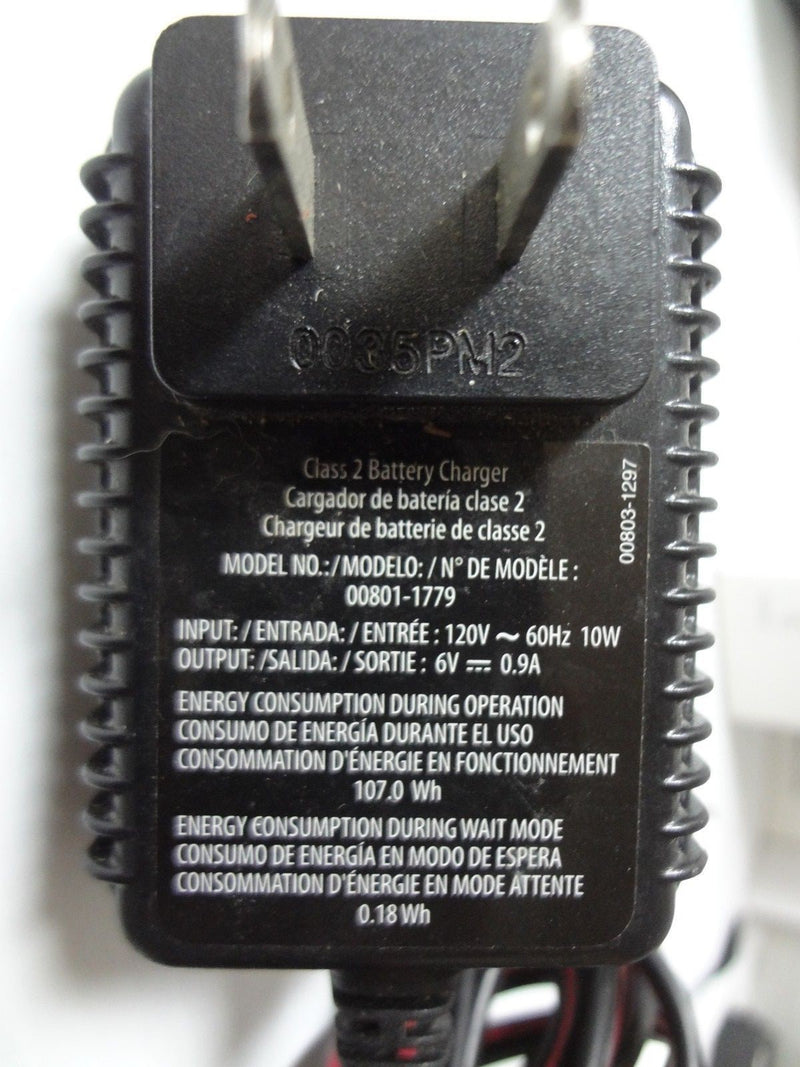 0035PM2
Class 2 Battery Charger
Cargador de batería clase 2
Chargeur de batterie de classe 2
00803-1297
MODEL NO.:/MODELO: / N° DE MODÈLE :
00801-1779
INPUT: / ENTRADA: / ENTRÉE : 120V ~ 60Hz 10W
OUTPUT: /SALIDA: / SORTIE : 6V ⎓ 0.9A
ENERGY CONSUMPTION DURING OPERATION
CONSUMO DE ENERGÍA DURANTE EL USO
CONSOMMATION D'ÉNERGIE EN FONCTIONNEMENT
107.0 Wh
ENERGY CONSUMPTION DURING WAIT MODE
CONSUMO DE ENERGÍA EN MODO DE ESPERA
CONSOMMATION D'ÉNERGIE EN MODE ATTENTE
0.18 Wh